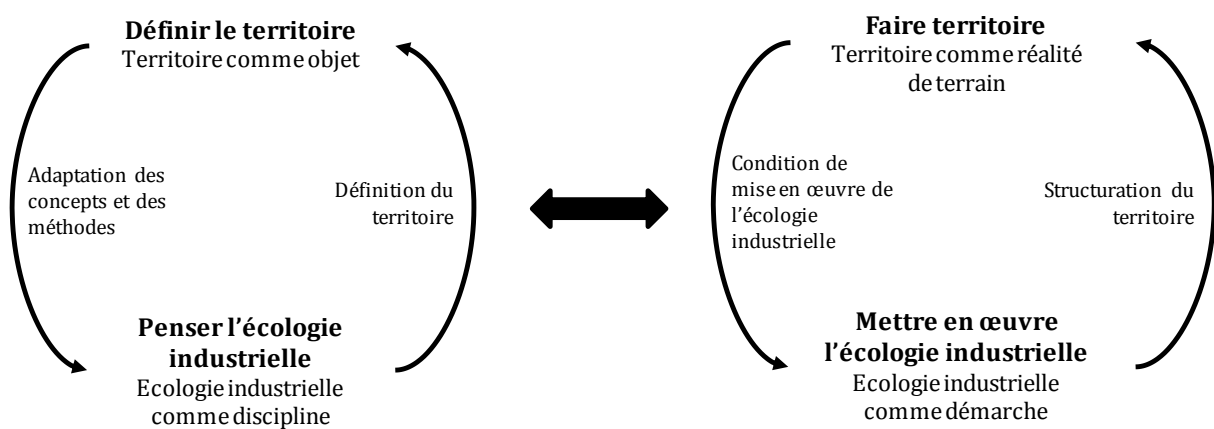 Définir le territoire
Territoire comme objet
Adaptation des
concepts et des
méthodes
Définition du
territoire
Penser l’écologie
industrielle
Ecologie industrielle
comme discipline
Faire territoire
Territoire comme réalité
de terrain
Condition de
mise en œuvre de
l’écologie
industrielle
Structuration du
territoire
Mettre en œuvre
l’écologie industrielle
Ecologie industrielle
comme démarche